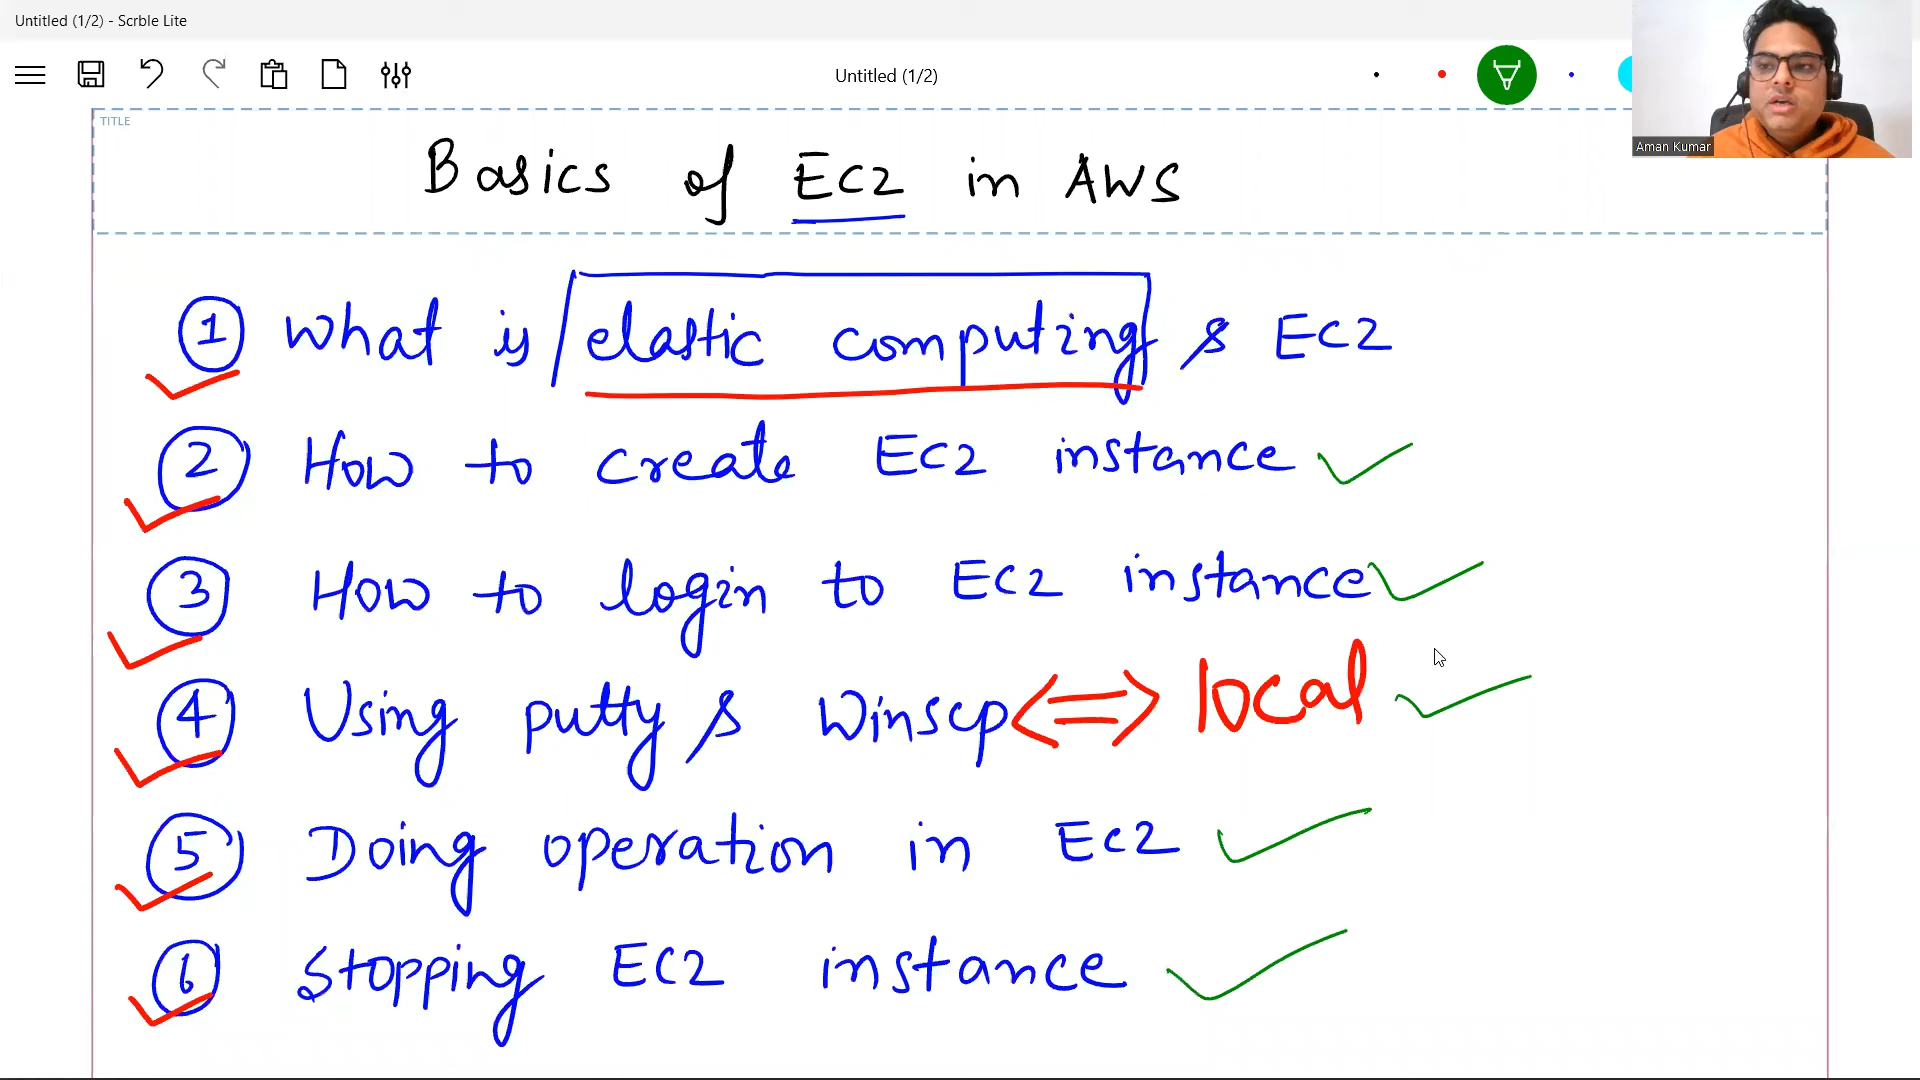 Untitled (1/2) - Scrble Lite
Untitled (1/2)
Aman Kumar
TITLE
Basics of EC2 in AWS
1 What is elastic computing & EC2
2 How to create EC2 instance
3 How to login to EC2 instance
4 Using putty & Winscp <=> local
5 Doing operation in EC2
6 Stopping EC2 instance